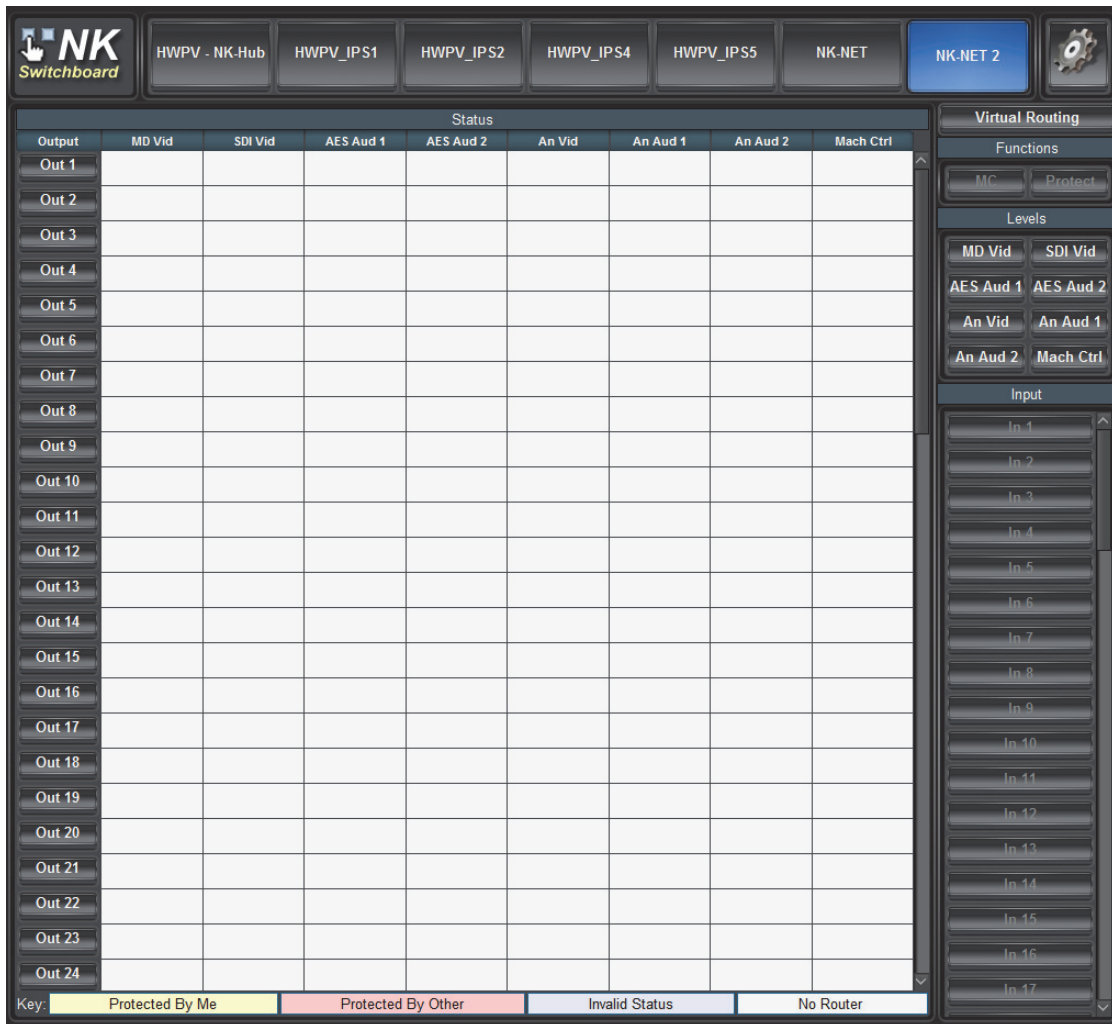 NK
Switchboard
HWPV - NK-Hub HWPV_IPS1 HWPV_IPS2 HWPV_IPS4 HWPV_IPS5 NK-NET NK-NET 2
Status
Output MD Vid SDI Vid AES Aud 1 AES Aud 2 An Vid An Aud 1 An Aud 2 Mach Ctrl
Out 1
Out 2
Out 3
Out 4
Out 5
Out 6
Out 7
Out 8
Out 9
Out 10
Out 11
Out 12
Out 13
Out 14
Out 15
Out 16
Out 17
Out 18
Out 19
Out 20
Out 21
Out 22
Out 23
Out 24
Key: Protected By Me Protected By Other Invalid Status No Router
Virtual Routing
Functions
MC Protect
Levels
MD Vid SDI Vid
AES Aud 1 AES Aud 2
An Vid An Aud 1
An Aud 2 Mach Ctrl
Input
In 1
In 2
In 3
In 4
In 5
In 6
In 7
In 8
In 9
In 10
In 11
In 12
In 13
In 14
In 15
In 16
In 17